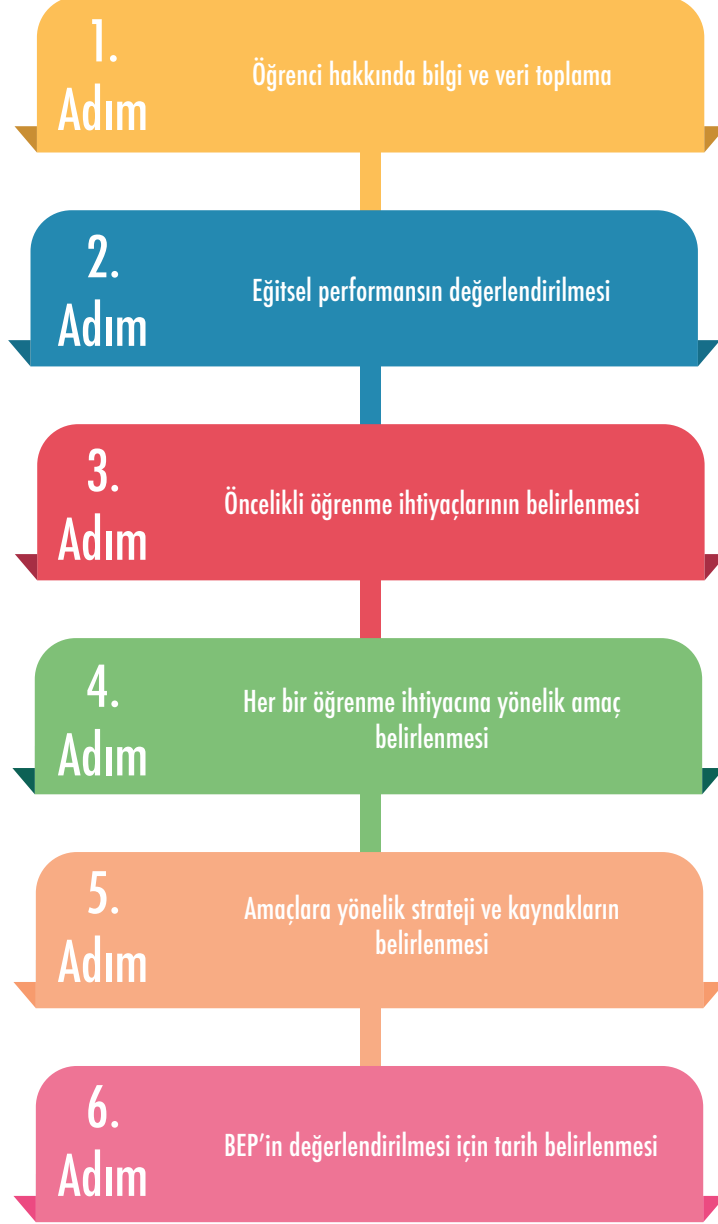 1.
Adım
Öğrenci hakkında bilgi ve veri toplama
2.
Adım
Eğitsel performansın değerlendirilmesi
3.
Adım
Öncelikli öğrenme ihtiyaçlarının belirlenmesi
4.
Adım
Her bir öğrenme ihtiyacına yönelik amaç
belirlenmesi
5.
Adım
Amaçlara yönelik strateji ve kaynakların
belirlenmesi
6.
Adım
BEP’in değerlendirilmesi için tarih belirlenmesi